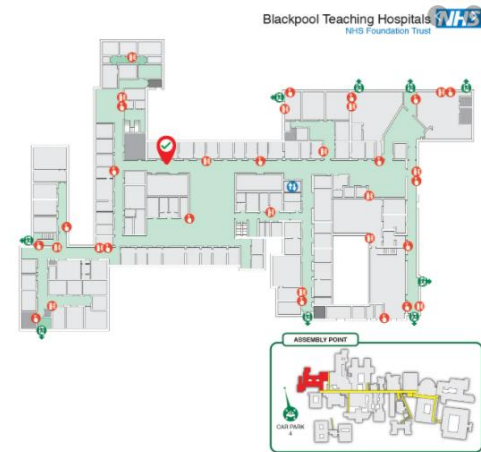 Blackpool Teaching Hospitals NHS
NHS Foundation Trust
ASSEMBLY POINT
CAR PARK
4